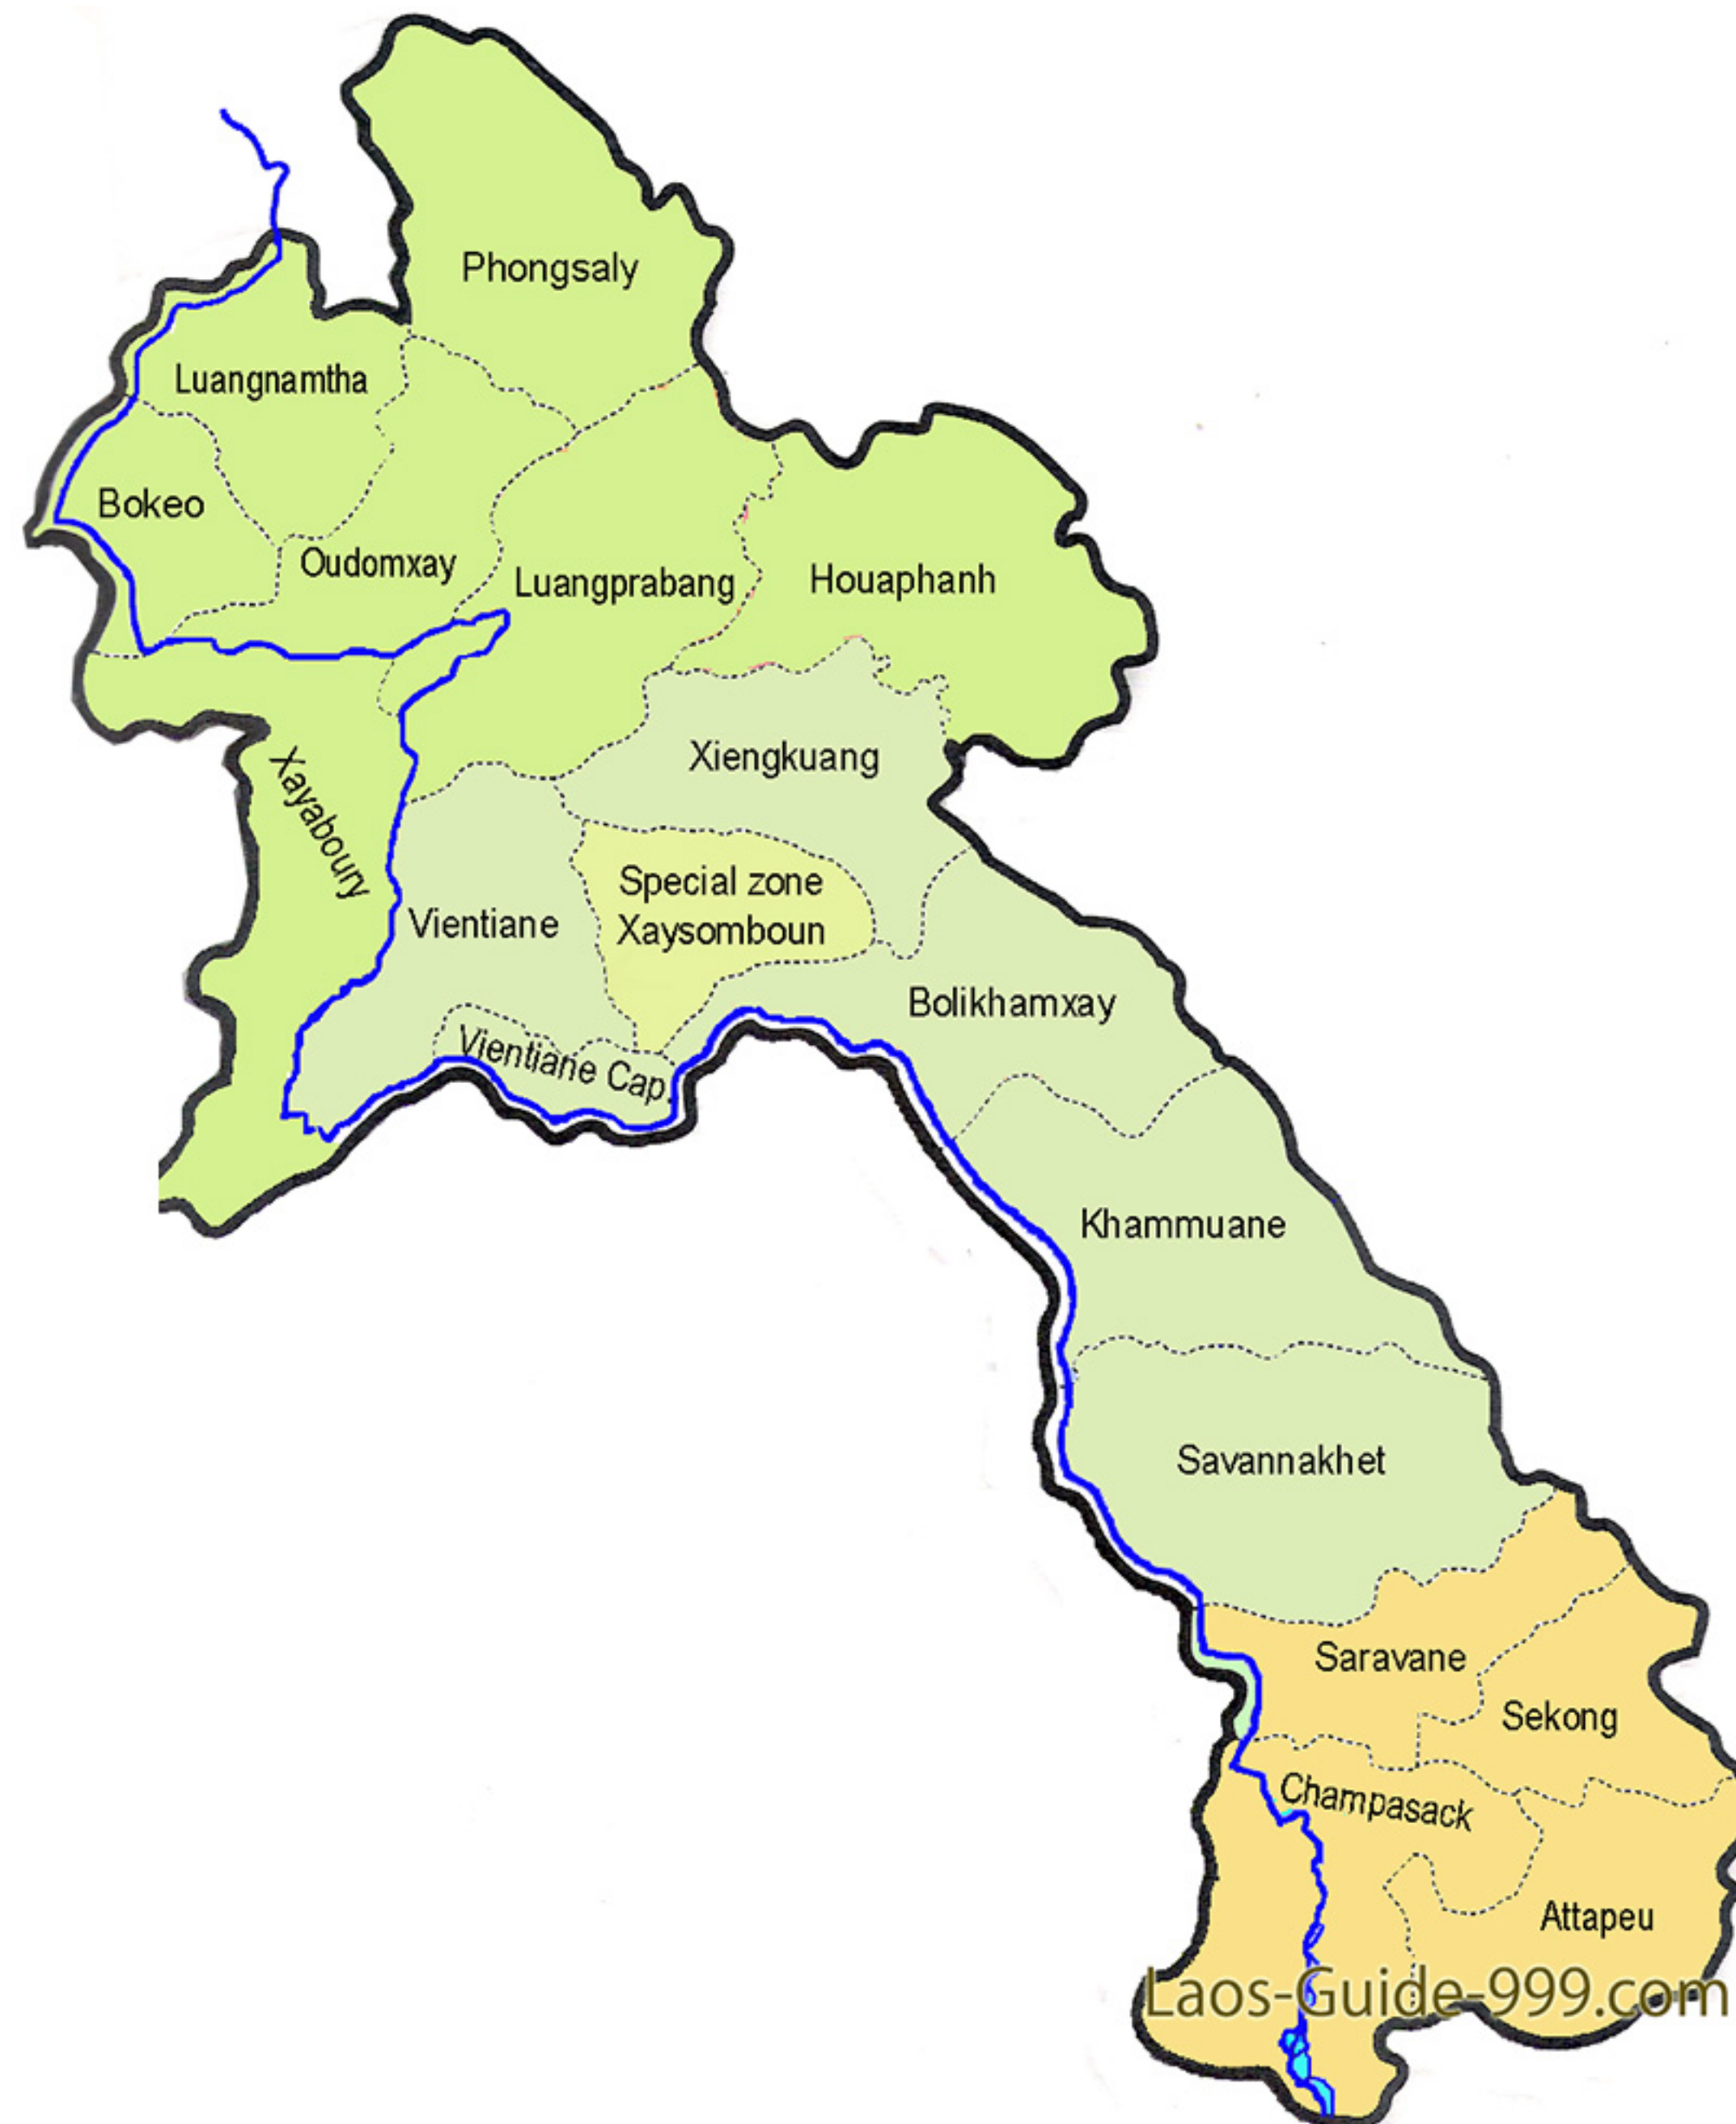 Phongsaly
Luangnamtha
Bokeo
Oudomxay
Luangprabang
Houaphanh
Xiengkuang
Xayaboury
Special zone
Xaysomboun
Vientiane
Bolikhamxay
Vientiane Cap.
Khammuane
Savannakhet
Saravane
Sekong
Champasack
Attapeu
Laos-Guide-999.com